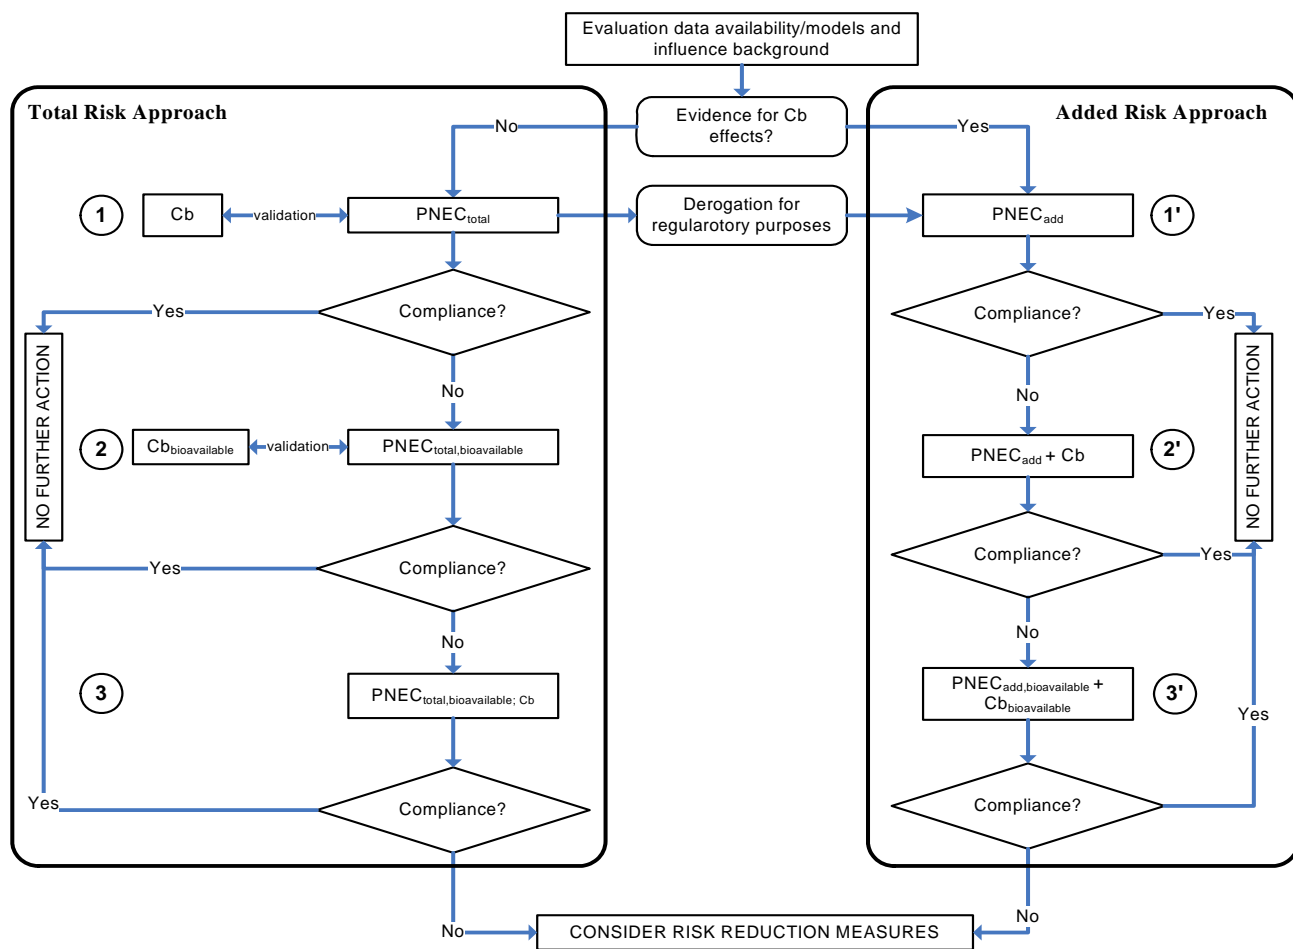 Evaluation data availability/models and
influence background
Total Risk Approach
Added Risk Approach
Evidence for Cb
effects?
No
Yes
1
Cb
validation
PNECtotal
Derogation for
regularotory purposes
PNECadd
1'
Compliance?
Yes
Compliance?
Yes
NO FURTHER ACTION
No
No
NO FURTHER ACTION
2
Cbbioavailable
validation
PNECtotal,bioavailable
PNECadd + Cb
2'
Compliance?
Yes
Compliance?
Yes
No
No
3
PNECtotal,bioavailable; Cb
PNECadd,bioavailable +
Cbbioavailable
3'
Yes
Compliance?
Yes
Compliance?
No
No
CONSIDER RISK REDUCTION MEASURES